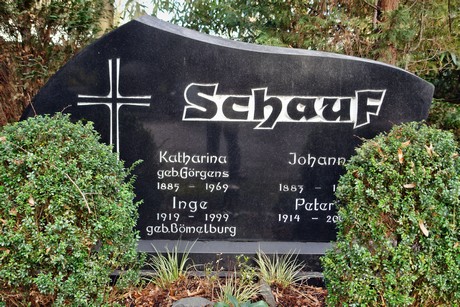 Schauf
Katharina
geb.Görgens
1885 - 1969
Inge
1919 - 1999
geb.Bömelburg
Johann
1883 -
Peter
1914 -